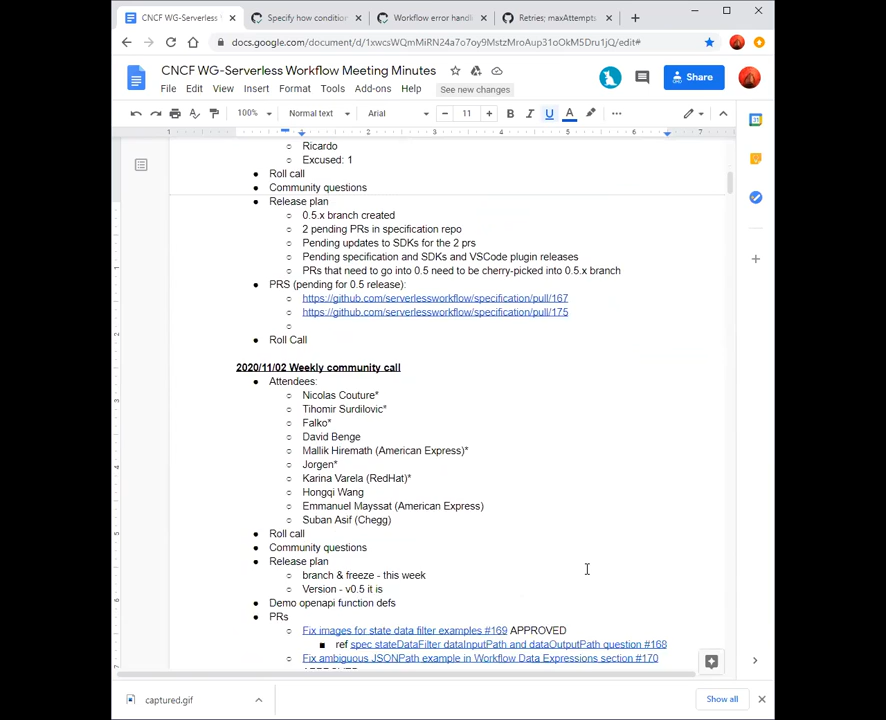 CNCF WG-Serverless
Specify how condition
Workflow error handl
Retries; maxAttempts
docs.google.com/document/d/1xwcsWQmMiRN24a7o7oy9MstzMroAup31oOkM5Dru1jQ/edit#
CNCF WG-Serverless Workflow Meeting Minutes
File Edit View Insert Format Tools Add-ons Help See new changes
Share
100% Normal text Arial 11 B I U A
1 1 2 3 4 5 6 7
Ricardo
Excused: 1
Roll call
Community questions
Release plan
0.5.x branch created
2 pending PRs in specification repo
Pending updates to SDKs for the 2 prs
Pending specification and SDKs and VSCode plugin releases
PRs that need to go into 0.5 need to be cherry-picked into 0.5.x branch
PRS (pending for 0.5 release):
https://github.com/serverlessworkflow/specification/pull/167
https://github.com/serverlessworkflow/specification/pull/175
Roll Call
2020/11/02 Weekly community call
Attendees:
Nicolas Couture*
Tihomir Surdilovic*
Falko*
David Benge
Mallik Hiremath (American Express)*
Jorgen*
Karina Varela (RedHat)*
Hongqi Wang
Emmanuel Mayssat (American Express)
Suban Asif (Chegg)
Roll call
Community questions
Release plan
branch & freeze - this week
Version - v0.5 it is
Demo openapi function defs
PRs
Fix images for state data filter examples #169 APPROVED
ref spec stateDataFilter dataInputPath and dataOutputPath question #168
Fix ambiguous JSONPath example in Workflow Data Expressions section #170
captured.gif
Show all